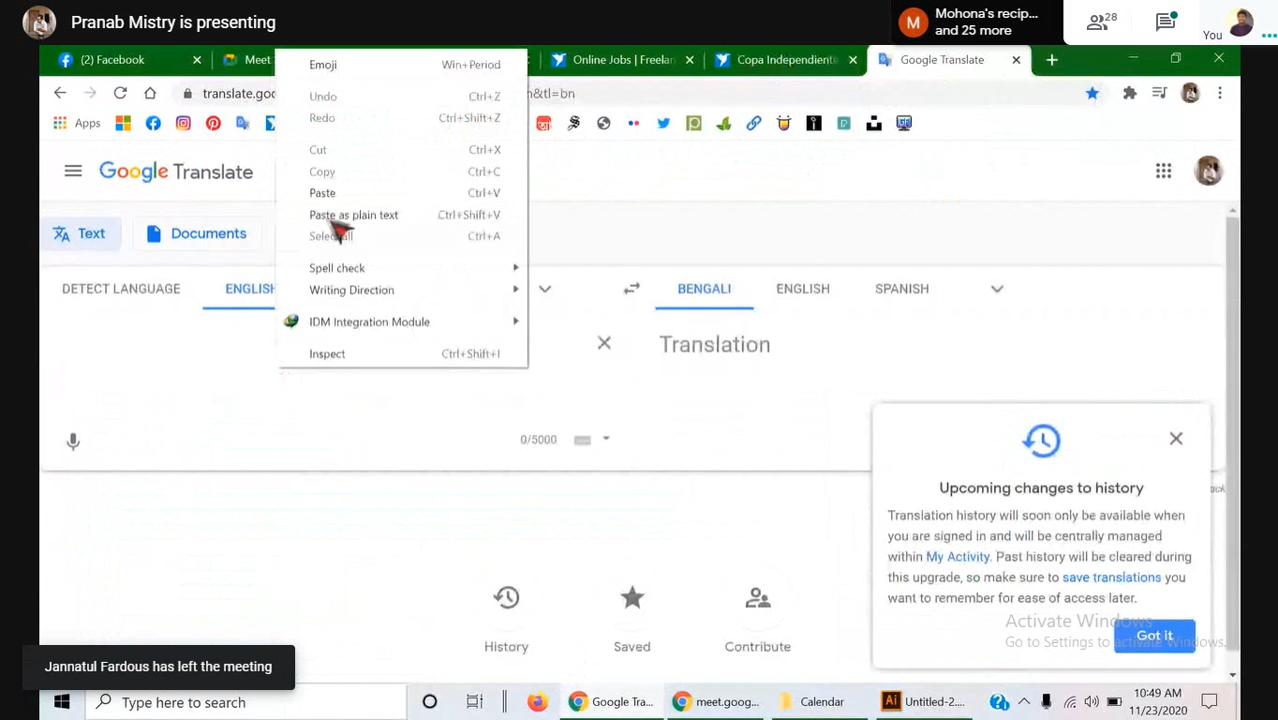 Pranab Mistry is presenting
M
Mohona's recip...
and 25 more
28
You
Facebook
Meet
Online Jobs | Freelan
Copa Independiente
Google Translate
translate.goo
n&tl=bn
Apps
Emoji Win+Period
Undo Ctrl+Z
Redo Ctrl+Shift+Z
Cut Ctrl+X
Copy Ctrl+C
Paste Ctrl+V
Paste as plain text Ctrl+Shift+V
Select all Ctrl+A
Spell check
Writing Direction
IDM Integration Module
Inspect Ctrl+Shift+I
Google Translate
Text
Documents
DETECT LANGUAGE
ENGLISH
BENGALI
ENGLISH
SPANISH
Translation
0/5000
Upcoming changes to history
Translation history will soon only be available when
you are signed in and will be centrally managed
within My Activity. Past history will be cleared during
this upgrade, so make sure to save translations you
want to remember for ease of access later.
Got it
Activate Windows
Go to Settings to activate Windows.
History
Saved
Contribute
Jannatul Fardous has left the meeting
Type here to search
Google Tra...
meet.goog...
Calendar
Ai
Untitled-2...
10:49 AM
11/23/2020